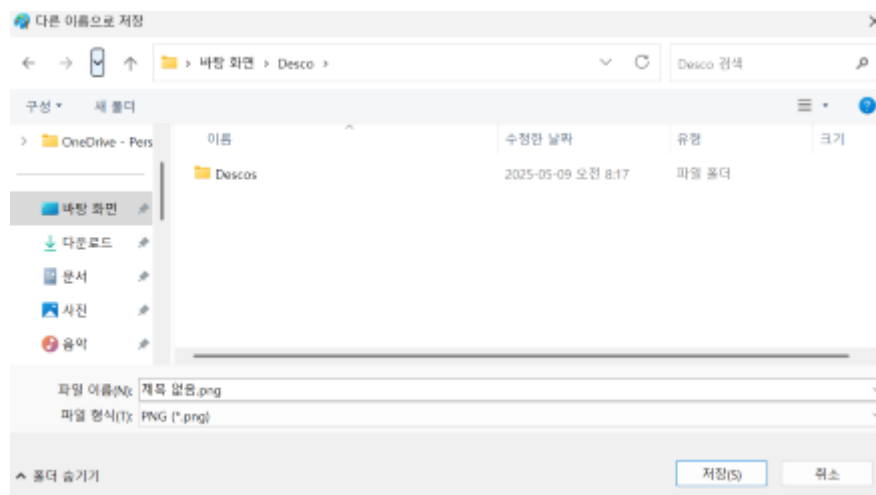 다른 이름으로 저장
바탕 화면 > Desco >
Desco 검색
구성
새 폴더
OneDrive - Pers
이름
수정한 날짜
유형
크기
Descos
2025-05-09 오전 8:17
파일 폴더
바탕 화면
다운로드
문서
사진
음악
파일 이름(N): 제목 없음.png
파일 형식(T): PNG (*.png)
폴더 숨기기
저장(S)
취소